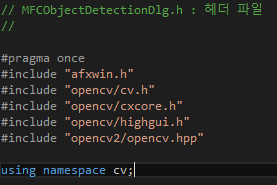 // MFCObjectDetectionDlg.h : 헤더 파일
//
#pragma once
#include "afxwin.h"
#include "opencv/cv.h"
#include "opencv/cxcore.h"
#include "opencv/highgui.h"
#include "opencv2/opencv.hpp"
using namespace cv;